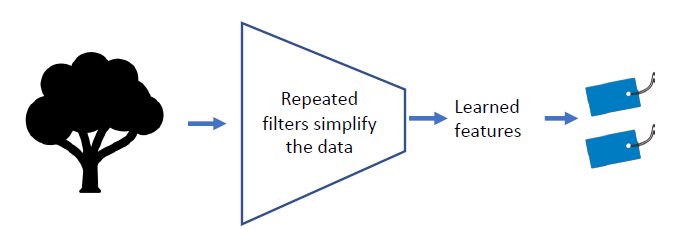 Repeated
filters simplify
the data
Learned
features